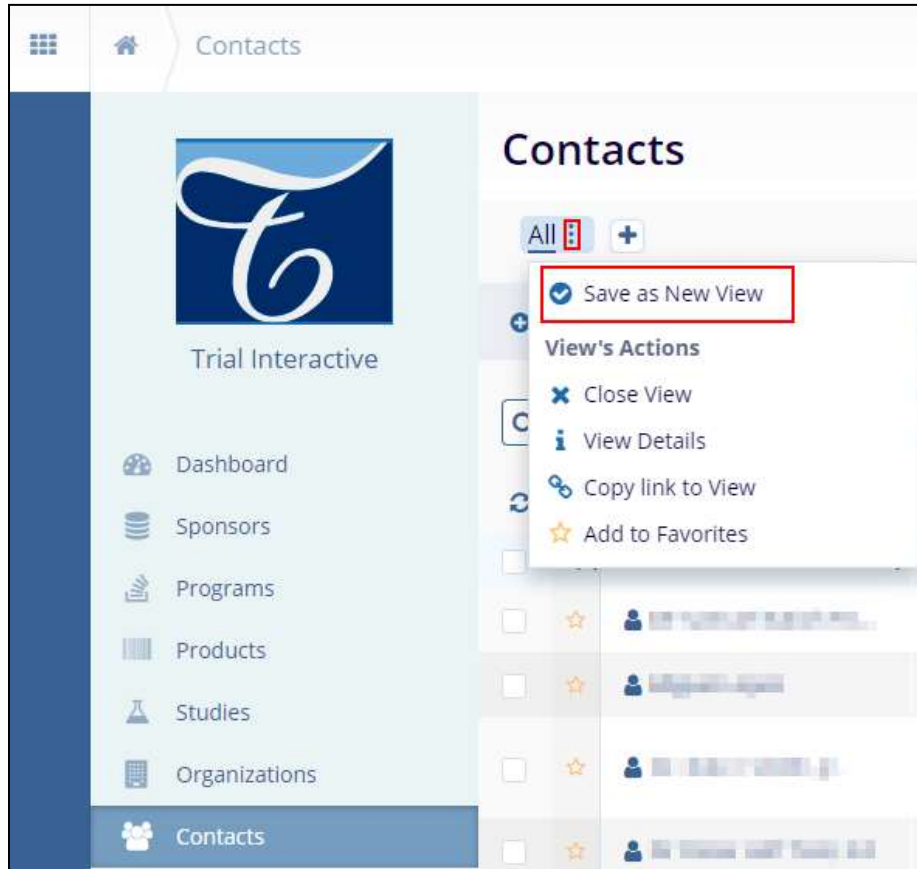 Contacts
Contacts
All
Save as New View
View's Actions
Close View
View Details
Copy link to View
Add to Favorites
Trial Interactive
Dashboard
Sponsors
Programs
Products
Studies
Organizations
Contacts